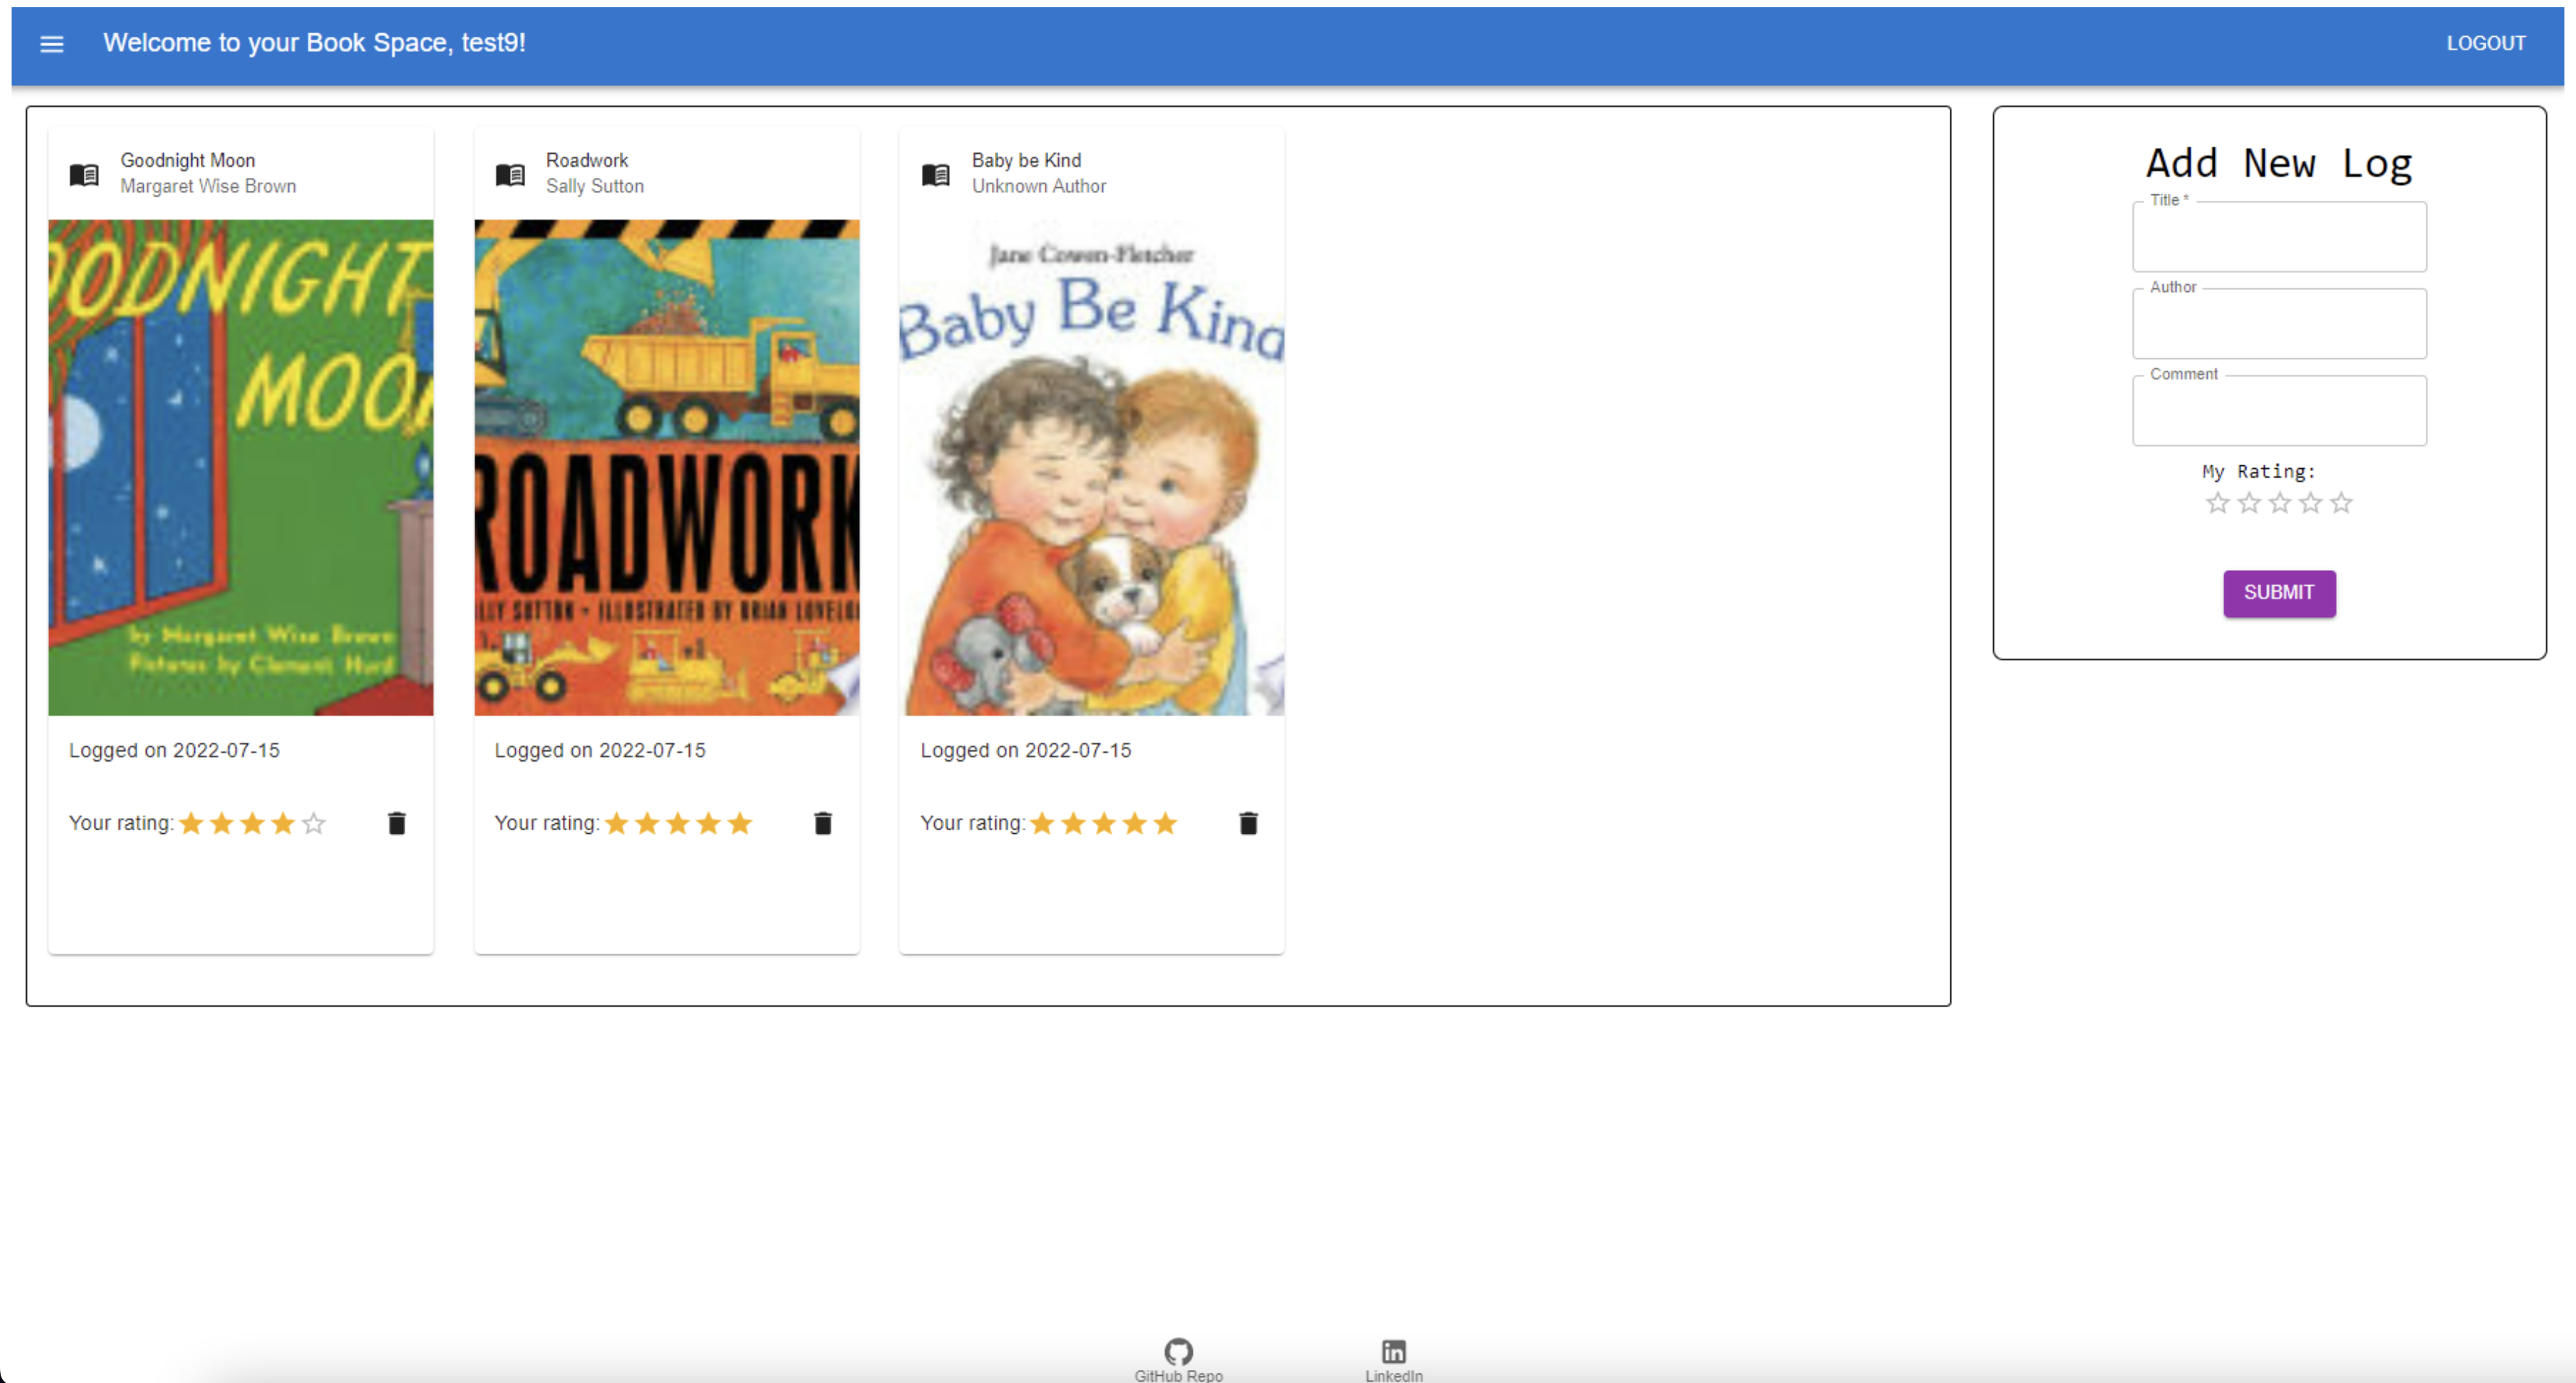 Welcome to your Book Space, test9!
LOGOUT
Goodnight Moon
Margaret Wise Brown
OODNIGHT
MOO
by Margaret Wise Brown
Pictures by Clement Hurd
Logged on 2022-07-15
Your rating:
Roadwork
Sally Sutton
ROADWORK
LLY SUTTON • ILLUSTRATED BY BRIAN LOVELO
Logged on 2022-07-15
Your rating:
Baby be Kind
Unknown Author
Jane Cowen-Fletcher
Baby Be Kind
Logged on 2022-07-15
Your rating:
Add New Log
Title *
Author
Comment
My Rating:
SUBMIT
GitHub Repo
LinkedIn